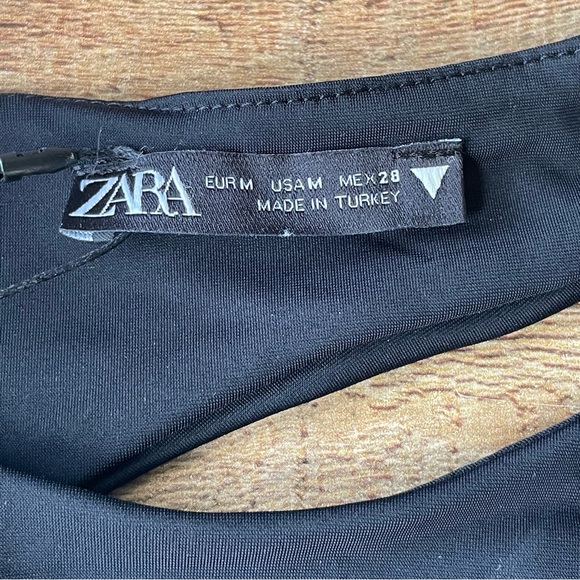 ZARA EUR M USA M MEX 28
MADE IN TURKEY